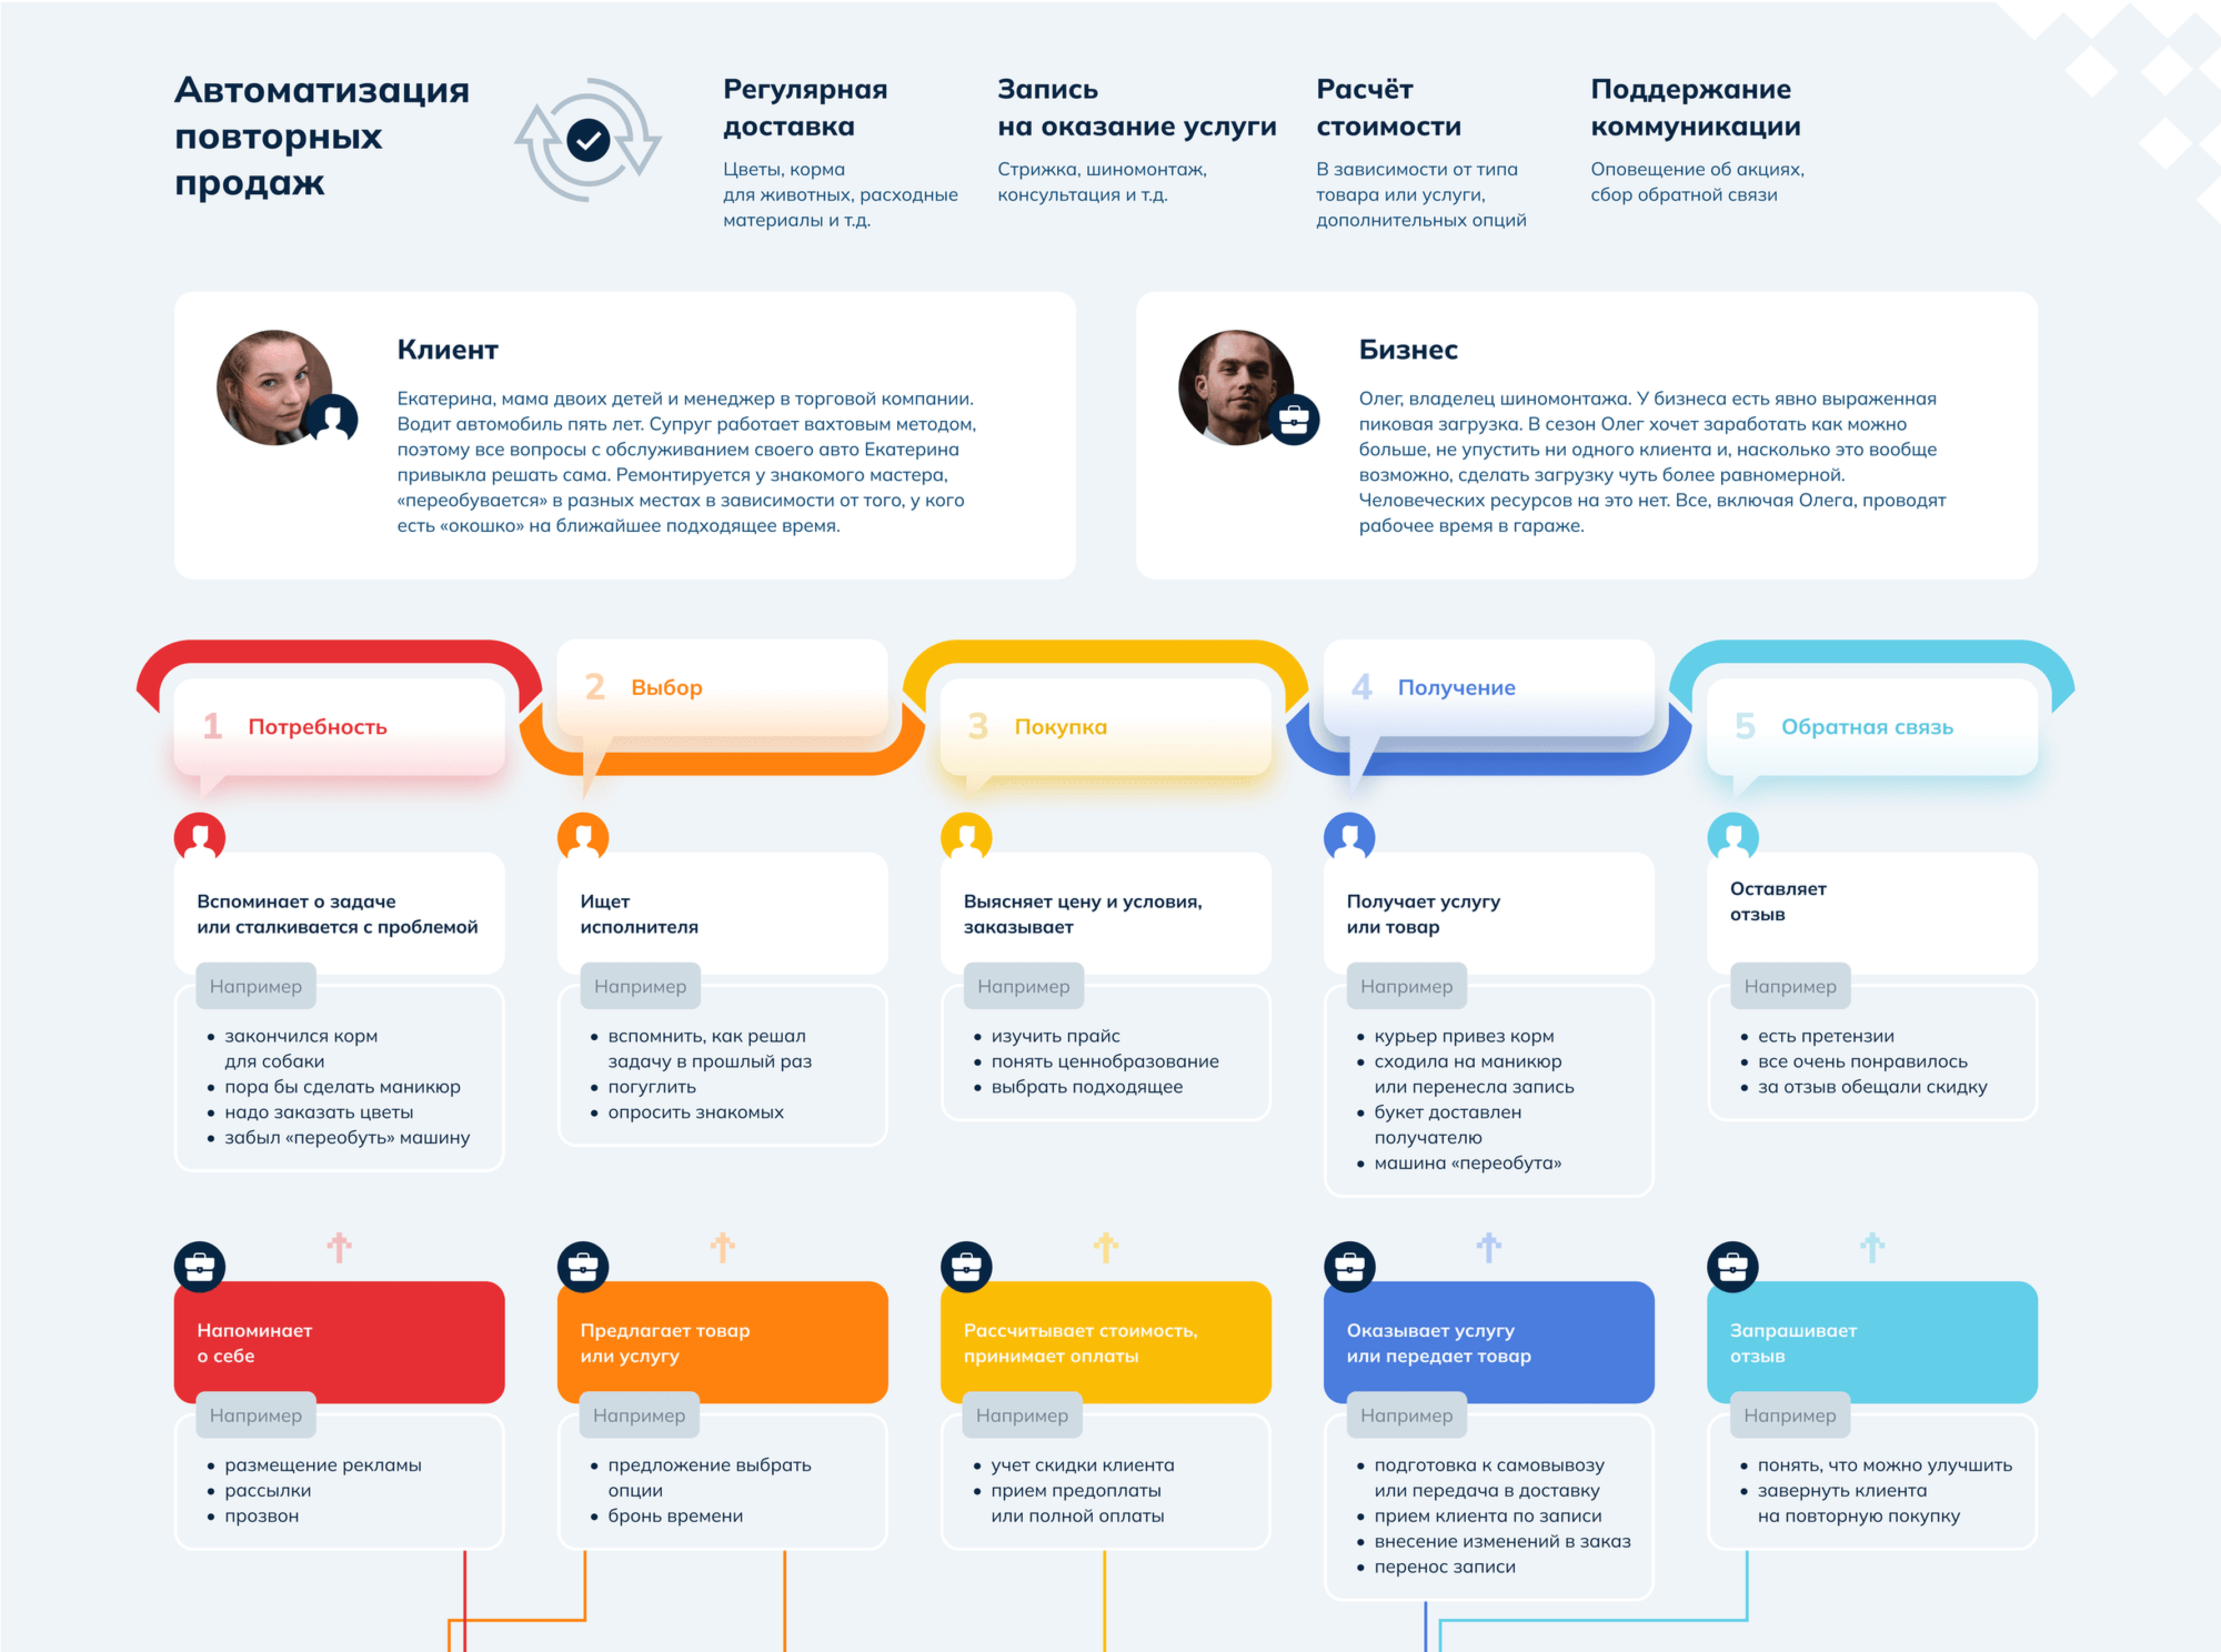 Автоматизация
повторных
продаж
Регулярная
доставка
Цветы, корма
для животных, расходные
материалы и т.д.
Запись
на оказание услуги
Стрижка, шиномонтаж,
консультация и т.д.
Расчёт
стоимости
В зависимости от типа
товара или услуги,
дополнительных опций
Поддержание
коммуникации
Оповещение об акциях,
сбор обратной связи
Клиент
Екатерина, мама двоих детей и менеджер в торговой компании.
Водит автомобиль пять лет. Супруг работает вахтовым методом,
поэтому все вопросы с обслуживанием своего авто Екатерина
привыкла решать сама. Ремонтируется у знакомого мастера,
«переобувается» в разных местах в зависимости от того, у кого
есть «окошко» на ближайшее подходящее время.
Бизнес
Олег, владелец шиномонтажа. У бизнеса есть явно выраженная
пиковая загрузка. В сезон Олег хочет заработать как можно
больше, не упустить ни одного клиента и, насколько это вообще
возможно, сделать загрузку чуть более равномерной.
Человеческих ресурсов на это нет. Все, включая Олега, проводят
рабочее время в гараже.
1 Потребность
2 Выбор
3 Покупка
4 Получение
5 Обратная связь
Вспоминает о задаче
или сталкивается с проблемой
Например
• закончился корм
для собаки
• пора бы сделать маникюр
• надо заказать цветы
• забыл «переобуть» машину
Ищет
исполнителя
Например
• вспомнить, как решал
задачу в прошлый раз
• погуглить
• опросить знакомых
Выясняет цену и условия,
заказывает
Например
• изучить прайс
• понять ценнобразование
• выбрать подходящее
Получает услугу
или товар
Например
• курьер привез корм
• сходила на маникюр
или перенесла запись
• букет доставлен
получателю
• машина «переобута»
Оставляет
отзыв
Например
• есть претензии
• все очень понравилось
• за отзыв обещали скидку
Напоминает
о себе
Например
• размещение рекламы
• рассылки
• прозвон
Предлагает товар
или услугу
Например
• предложение выбрать
опции
• бронь времени
Рассчитывает стоимость,
принимает оплаты
Например
• учет скидки клиента
• прием предоплаты
или полной оплаты
Оказывает услугу
или передает товар
Например
• подготовка к самовывозу
или передача в доставку
• прием клиента по записи
• внесение изменений в заказ
• перенос записи
Запрашивает
отзыв
Например
• понять, что можно улучшить
• завернуть клиента
на повторную покупку